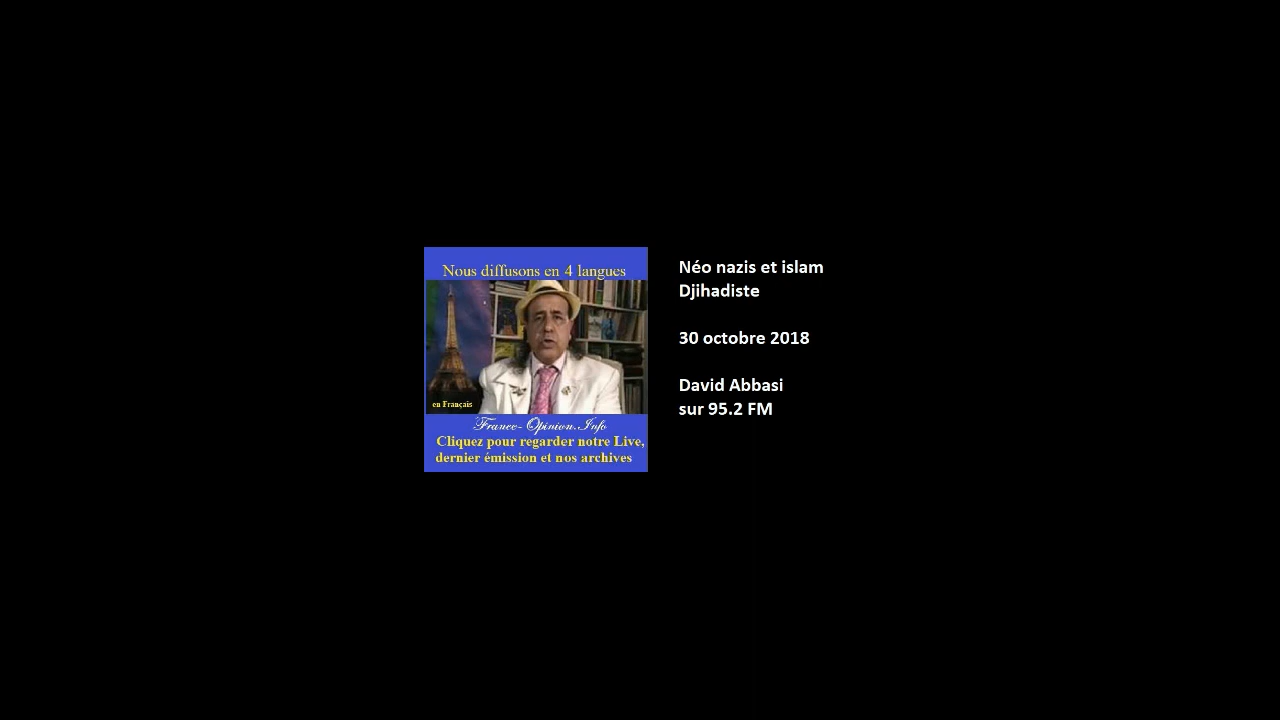 Nous diffusons en 4 langues
en Français
France-Opinion.Info
Cliquez pour regarder notre Live,
dernier émission et nos archives
Néo nazis et islam
Djihadiste
30 octobre 2018
David Abbasi
sur 95.2 FM